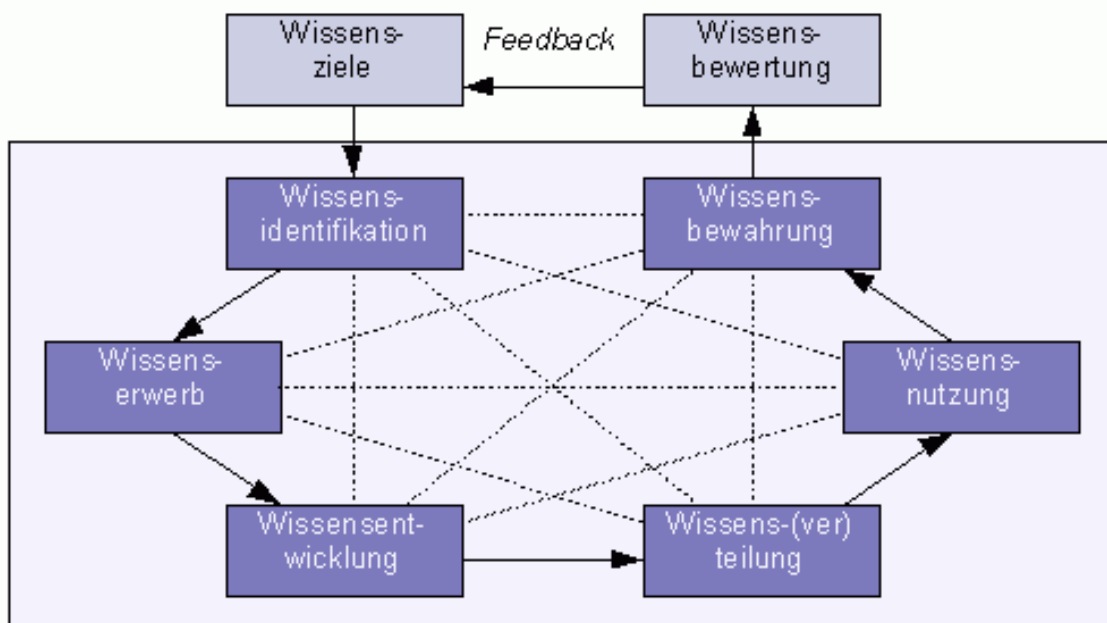 Wissens-
ziele
Feedback
Wissens-
bewertung
Wissens-
identifikation
Wissens-
bewahrung
Wissens-
erwerb
Wissens-
nutzung
Wissensent-
wicklung
Wissens-(ver)
teilung